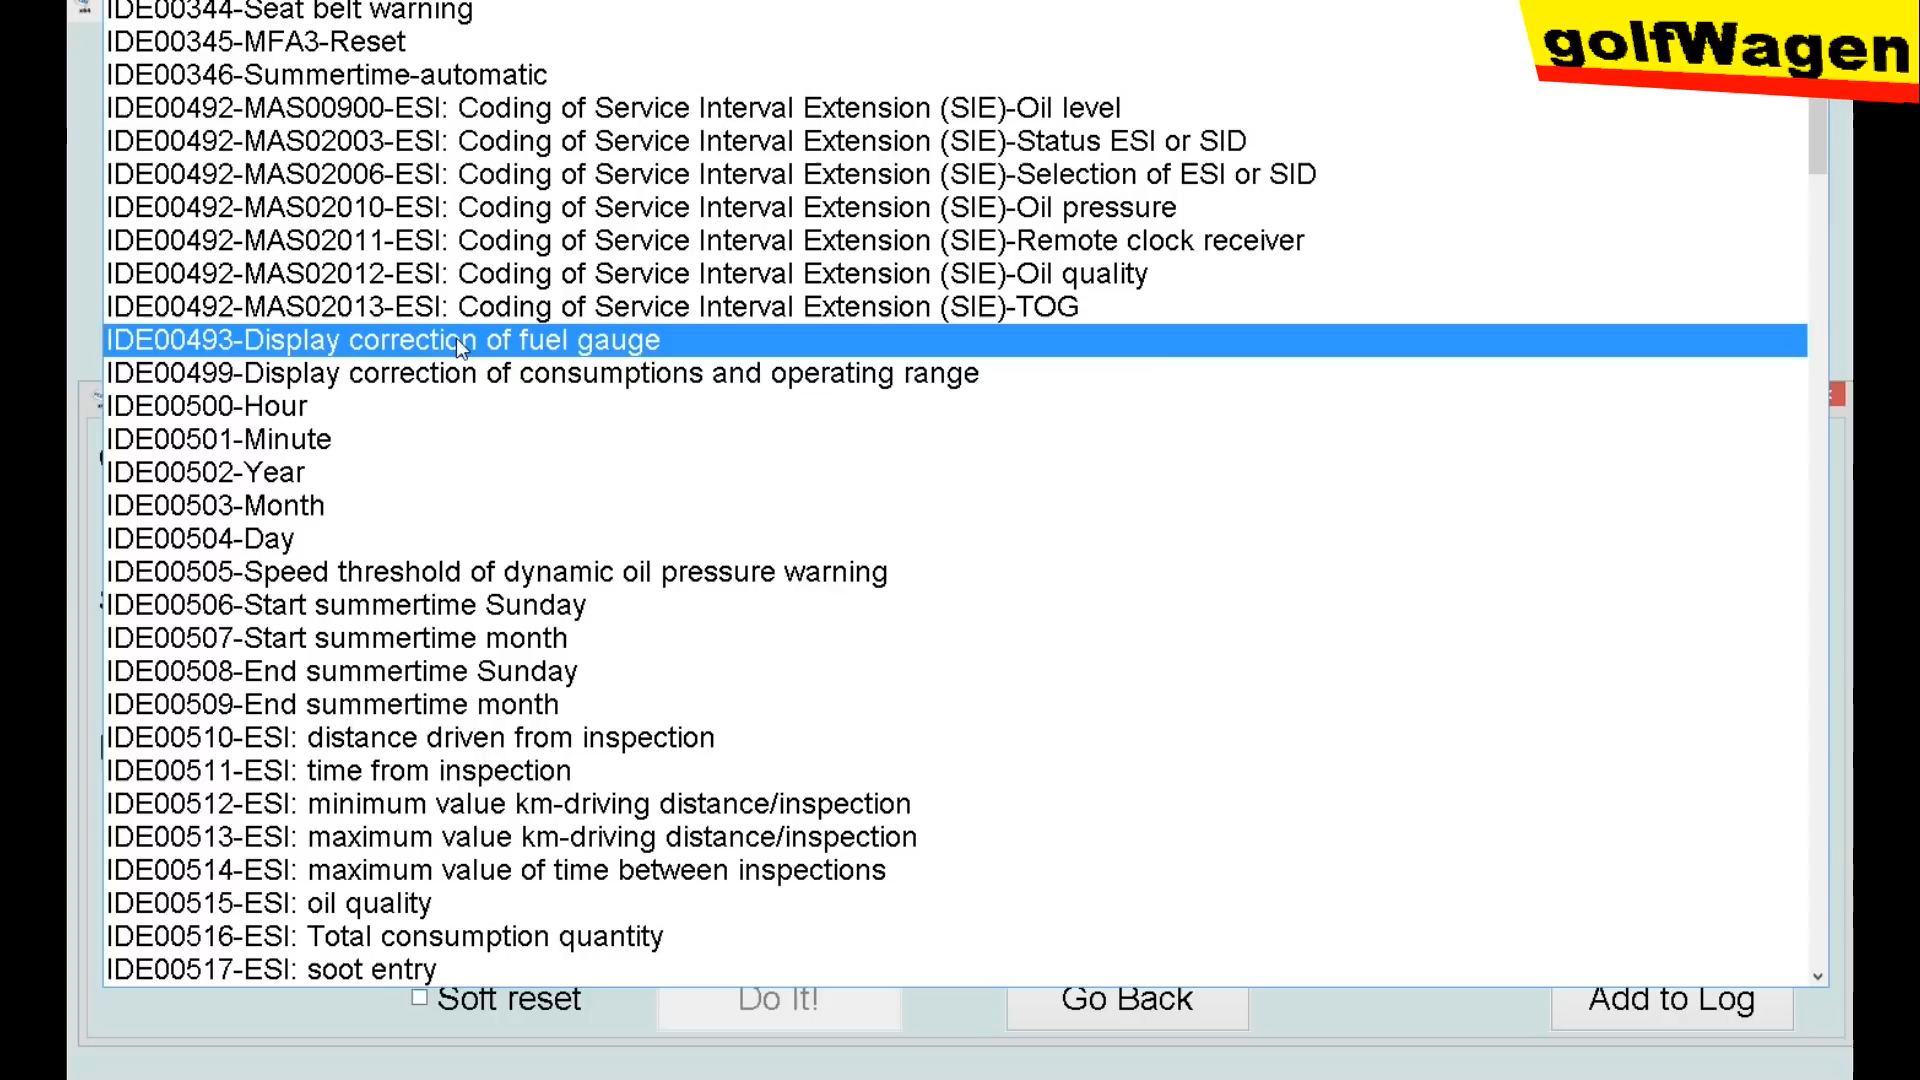 IDE00344-Seat belt warning
golfWagen
IDE00345-MFA3-Reset
IDE00346-Summertime-automatic
IDE00492-MAS00900-ESI: Coding of Service Interval Extension (SIE)-Oil level
IDE00492-MAS02003-ESI: Coding of Service Interval Extension (SIE)-Status ESI or SID
IDE00492-MAS02006-ESI: Coding of Service Interval Extension (SIE)-Selection of ESI or SID
IDE00492-MAS02010-ESI: Coding of Service Interval Extension (SIE)-Oil pressure
IDE00492-MAS02011-ESI: Coding of Service Interval Extension (SIE)-Remote clock receiver
IDE00492-MAS02012-ESI: Coding of Service Interval Extension (SIE)-Oil quality
IDE00492-MAS02013-ESI: Coding of Service Interval Extension (SIE)-TOG
IDE00493-Display correction of fuel gauge
IDE00499-Display correction of consumptions and operating range
IDE00500-Hour
IDE00501-Minute
IDE00502-Year
IDE00503-Month
IDE00504-Day
IDE00505-Speed threshold of dynamic oil pressure warning
IDE00506-Start summertime Sunday
IDE00507-Start summertime month
IDE00508-End summertime Sunday
IDE00509-End summertime month
IDE00510-ESI: distance driven from inspection
IDE00511-ESI: time from inspection
IDE00512-ESI: minimum value km-driving distance/inspection
IDE00513-ESI: maximum value km-driving distance/inspection
IDE00514-ESI: maximum value of time between inspections
IDE00515-ESI: oil quality
IDE00516-ESI: Total consumption quantity
IDE00517-ESI: soot entry
Soft reset Do It! Go Back Add to Log